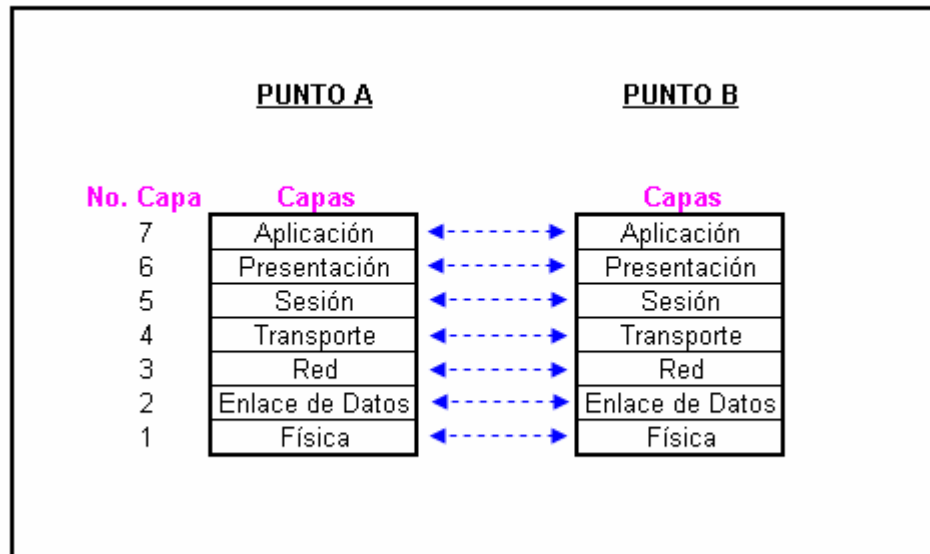 PUNTO A PUNTO B
No. Capa Capas Capas
7 Aplicación Aplicación
6 Presentación Presentación
5 Sesión Sesión
4 Transporte Transporte
3 Red Red
2 Enlace de Datos Enlace de Datos
1 Física Física